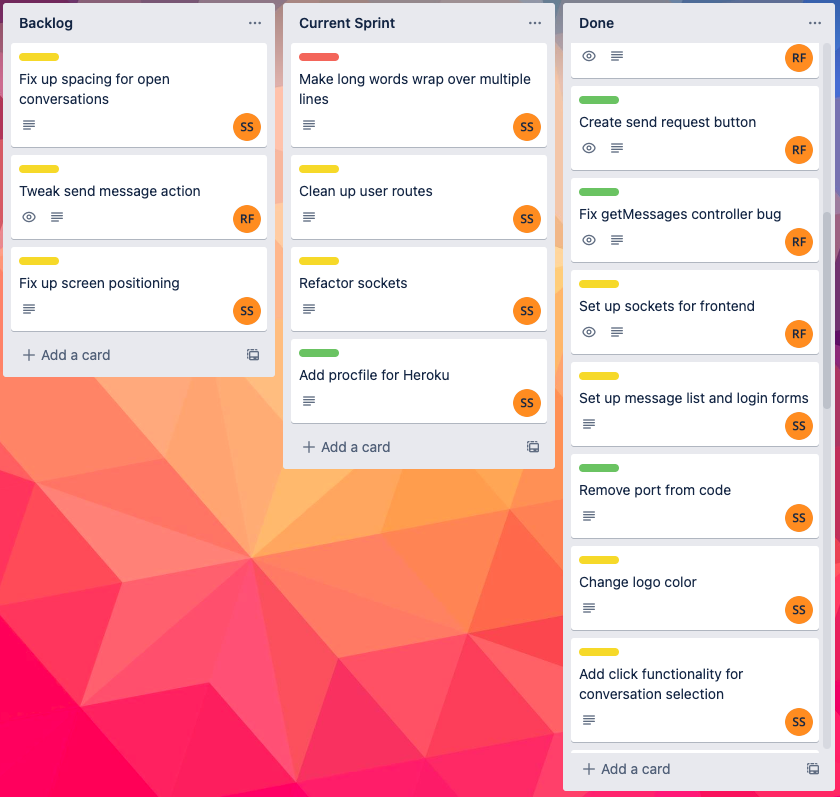 Backlog
Fix up spacing for open
conversations
SS
Tweak send message action
RF
Fix up screen positioning
SS
Add a card
Current Sprint
Make long words wrap over multiple
lines
SS
Clean up user routes
SS
Refactor sockets
SS
Add procfile for Heroku
SS
Add a card
Done
RF
Create send request button
RF
Fix getMessages controller bug
RF
Set up sockets for frontend
RF
Set up message list and login forms
SS
Remove port from code
SS
Change logo color
SS
Add click functionality for
conversation selection
SS
Add a card